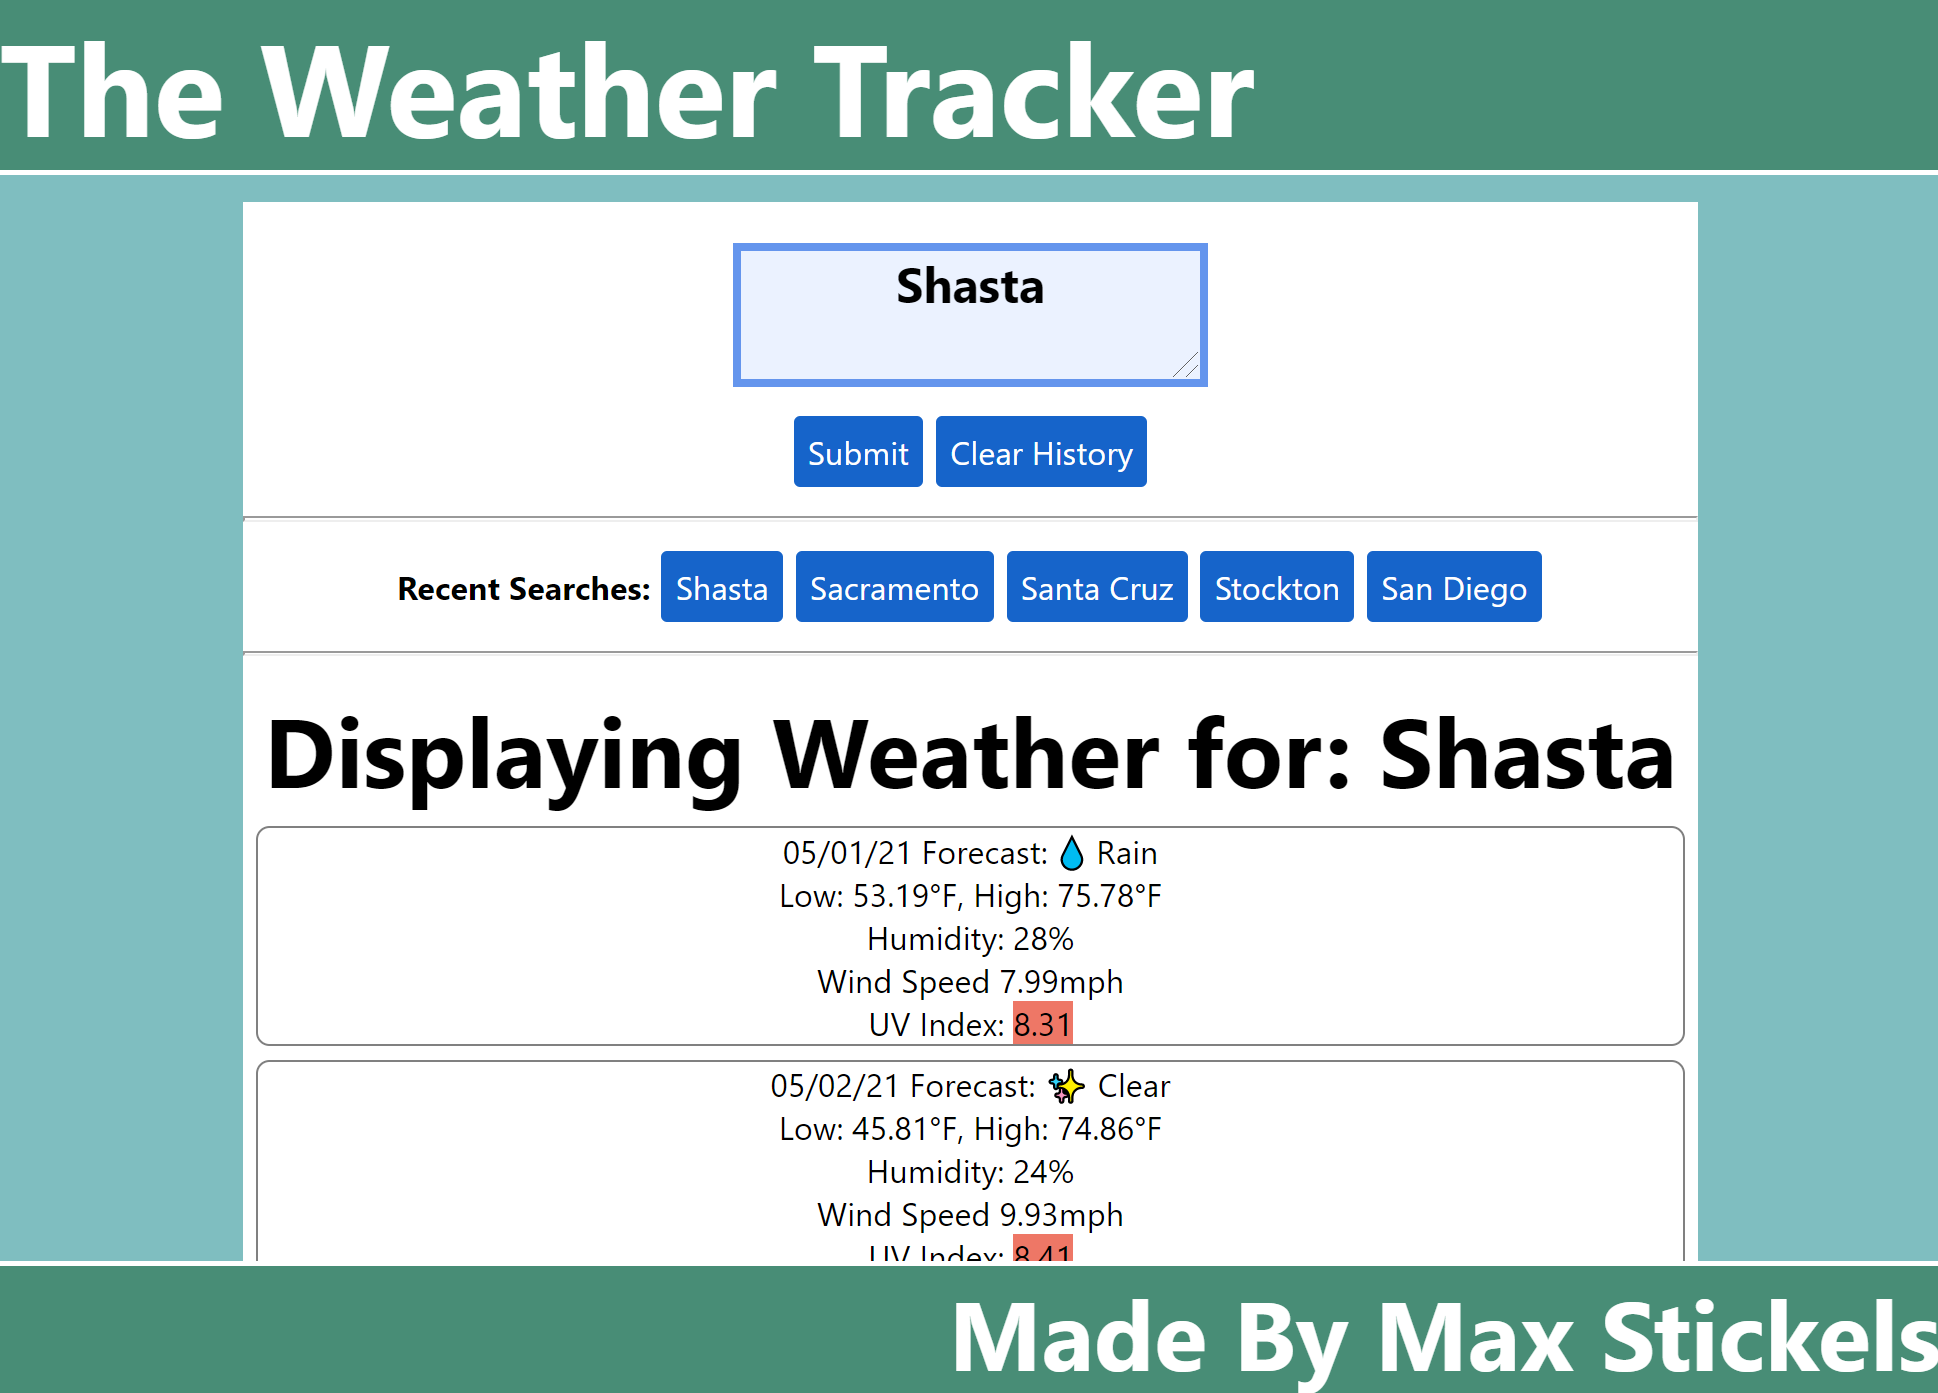 The Weather Tracker
Shasta
Submit Clear History
Recent Searches: Shasta Sacramento Santa Cruz Stockton San Diego
Displaying Weather for: Shasta
05/01/21 Forecast: 💧 Rain
Low: 53.19°F, High: 75.78°F
Humidity: 28%
Wind Speed 7.99mph
UV Index: 8.31
05/02/21 Forecast: ✨ Clear
Low: 45.81°F, High: 74.86°F
Humidity: 24%
Wind Speed 9.93mph
UV Index: 8.41
Made By Max Stickels